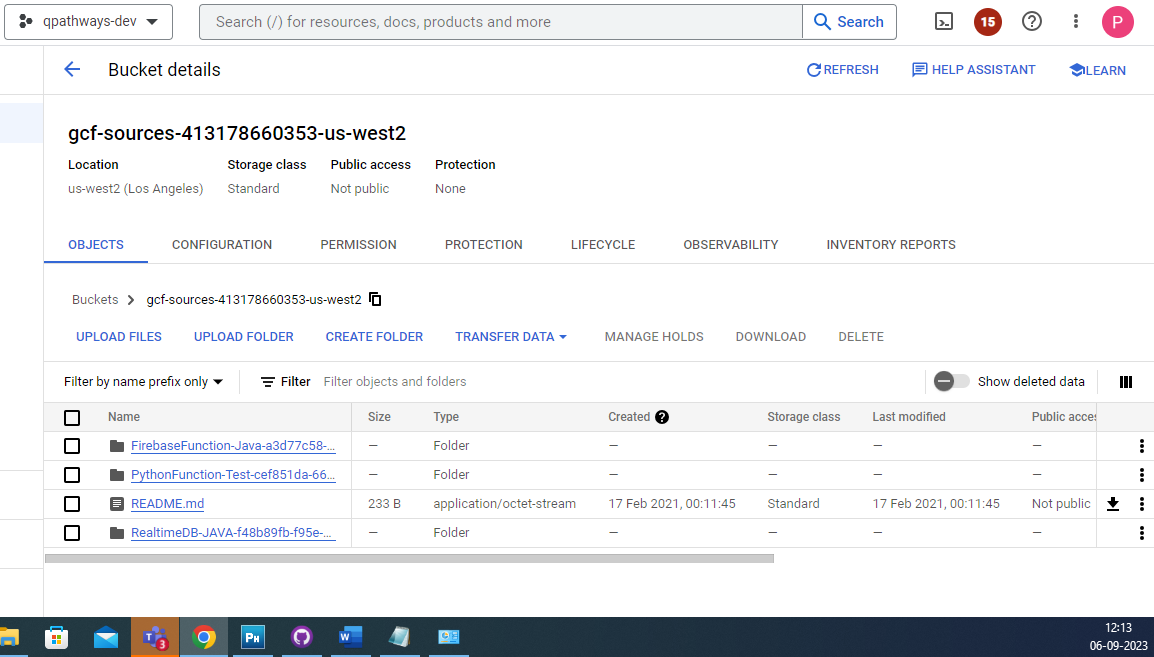 qpathways-dev
Search (/) for resources, docs, products and more
Search
15
P
Bucket details
REFRESH
HELP ASSISTANT
LEARN
gcf-sources-413178660353-us-west2
Location Storage class Public access Protection
us-west2 (Los Angeles) Standard Not public None
OBJECTS CONFIGURATION PERMISSION PROTECTION LIFECYCLE OBSERVABILITY INVENTORY REPORTS
Buckets gcf-sources-413178660353-us-west2
UPLOAD FILES UPLOAD FOLDER CREATE FOLDER TRANSFER DATA MANAGE HOLDS DOWNLOAD DELETE
Filter by name prefix only Filter Filter objects and folders Show deleted data
Name Size Type Created Storage class Last modified Public acces
FirebaseFunction-Java-a3d77c58-... — Folder — — — —
PythonFunction-Test-cef851da-66... — Folder — — — —
README.md 233 B application/octet-stream 17 Feb 2021, 00:11:45 Standard 17 Feb 2021, 00:11:45 Not public
RealtimeDB-JAVA-f48b89fb-f95e-... — Folder — — — —
T 3 PH W 12:13
06-09-2023